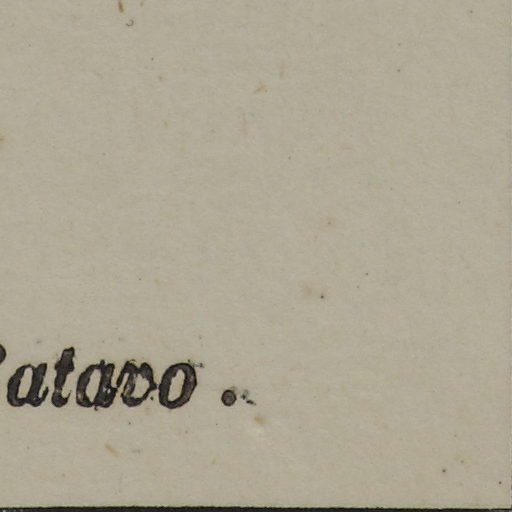 atavo .